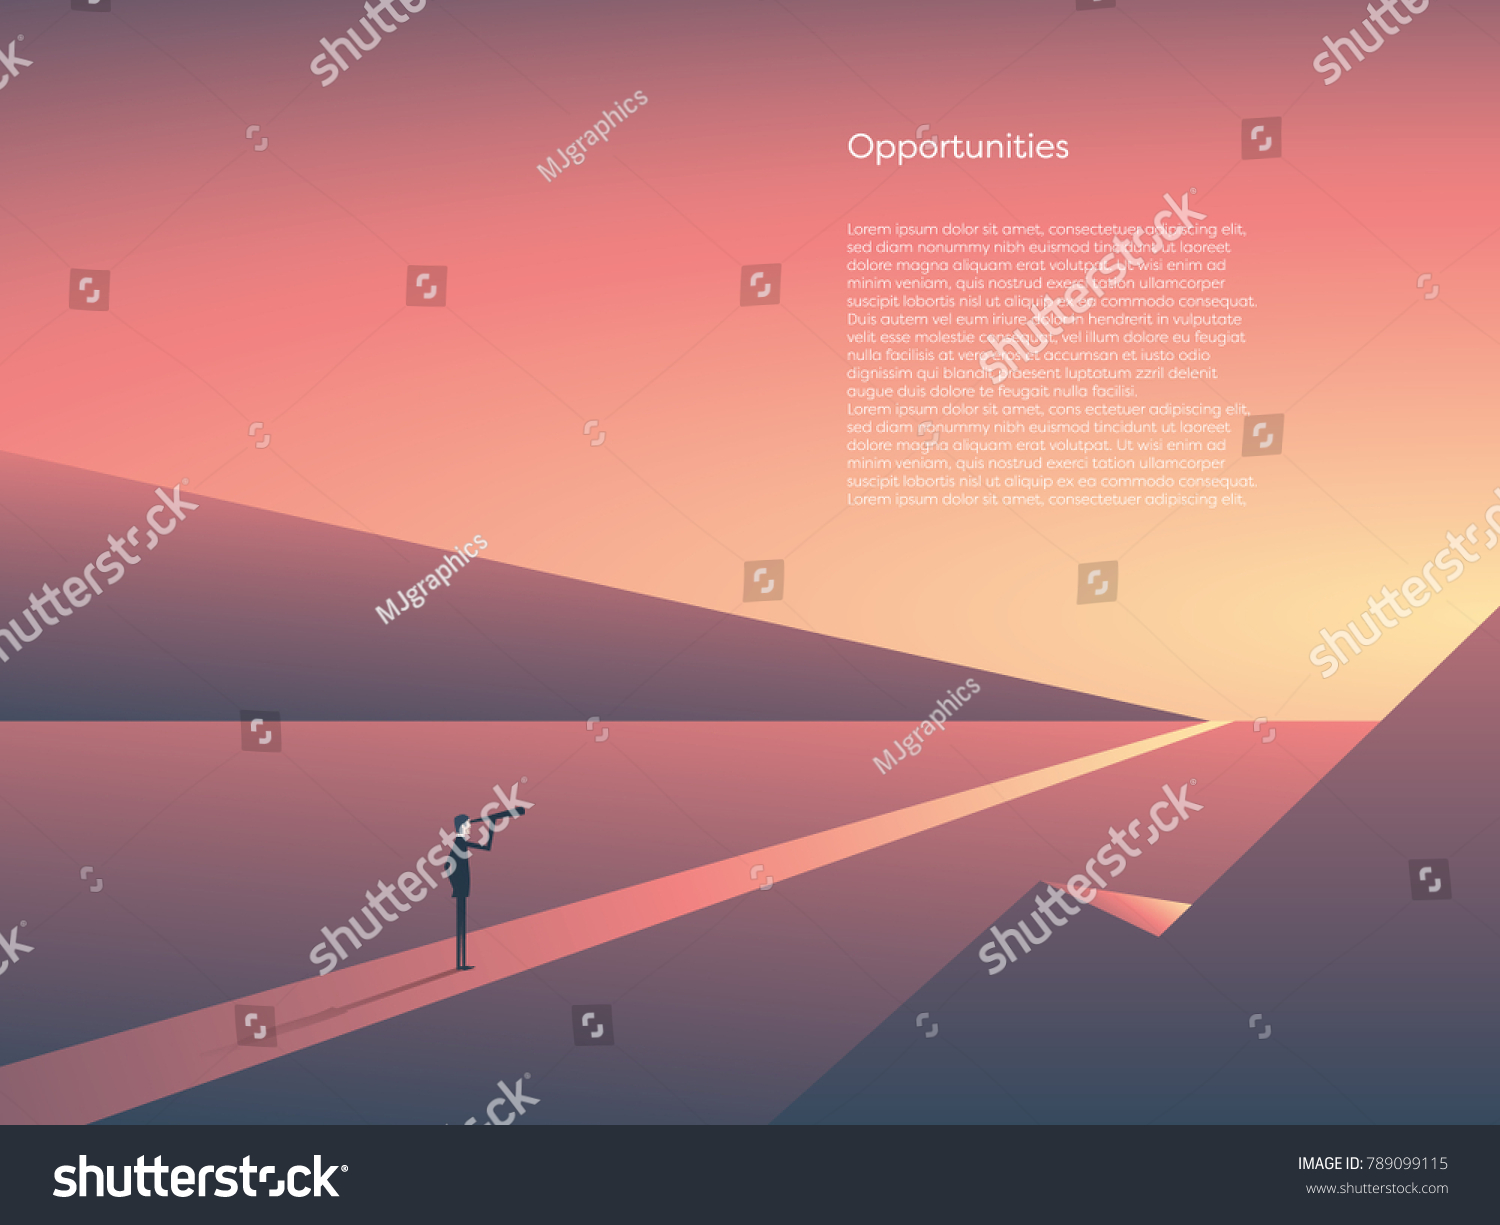 shutterstock
shutterstock
MJgraphics
Opportunities
Lorem ipsum dolor sit amet, consectetuer adipiscing elit,
sed diam nonummy nibh euismod tincidunt ut laoreet
dolore magna aliquam erat volutpat. Ut wisi enim ad
minim veniam, quis nostrud exerci tation ullamcorper
suscipit lobortis nisl ut aliquip ex ea commodo consequat.
Duis autem vel eum iriure dolor in hendrerit in vulputate
velit esse molestie consequat, vel illum dolore eu feugiat
nulla facilisis at vero eros et accumsan et iusto odio
dignissim qui blandit praesent luptatum zzril delenit
augue duis dolore te feugait nulla facilisi.
Lorem ipsum dolor sit amet, cons ectetuer adipiscing elit,
sed diam nonummy nibh euismod tincidunt ut laoreet
dolore magna aliquam erat volutpat. Ut wisi enim ad
minim veniam, quis nostrud exerci tation ullamcorper
suscipit lobortis nisl ut aliquip ex ea commodo consequat.
Lorem ipsum dolor sit amet, consectetuer adipiscing elit,
shutterstock
shutterstock
MJgraphics
shutterstock
MJgraphics
shutterstock
shutterstock
shutterstock
shutterstock
IMAGE ID: 789099115
www.shutterstock.com